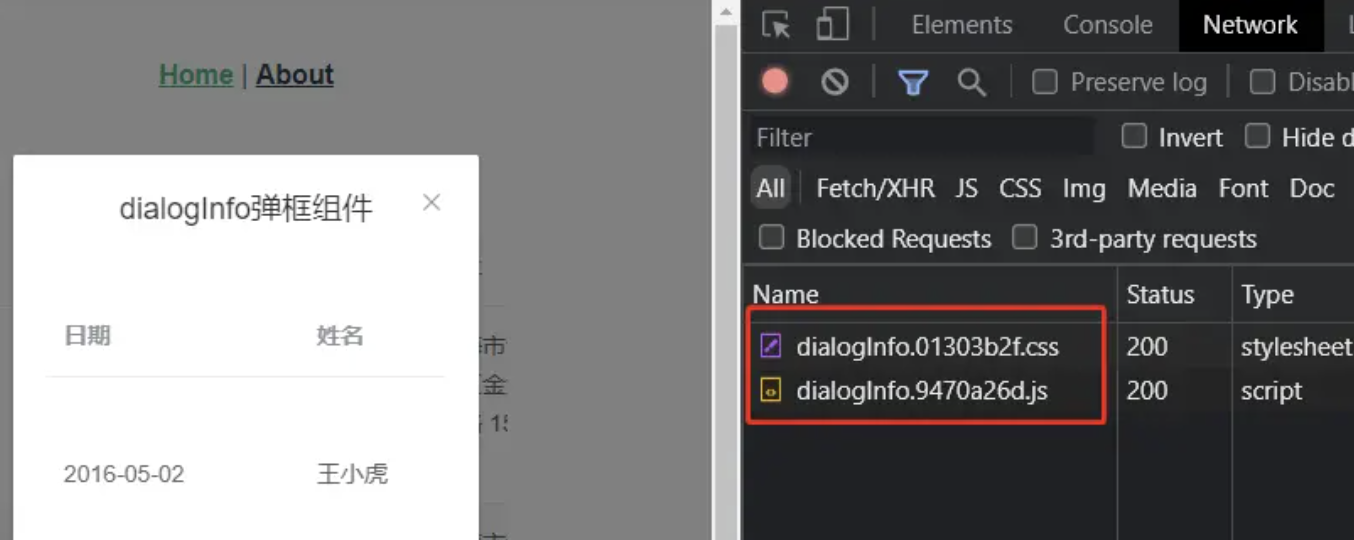 Home | About
dialogInfo弹框组件
日期 姓名
2016-05-02 王小虎
市
金
15
Elements Console Network
Preserve log Disabl
Filter Invert Hide d
All Fetch/XHR JS CSS Img Media Font Doc
Blocked Requests 3rd-party requests
Name Status Type
dialogInfo.01303b2f.css 200 stylesheet
dialogInfo.9470a26d.js 200 script